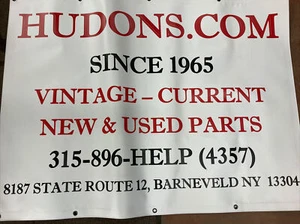 HUDONS.COM
SINCE 1965
VINTAGE – CURRENT
NEW & USED PARTS
315-896-HELP (4357)
8187 STATE ROUTE 12, BARNEVELD NY 13304